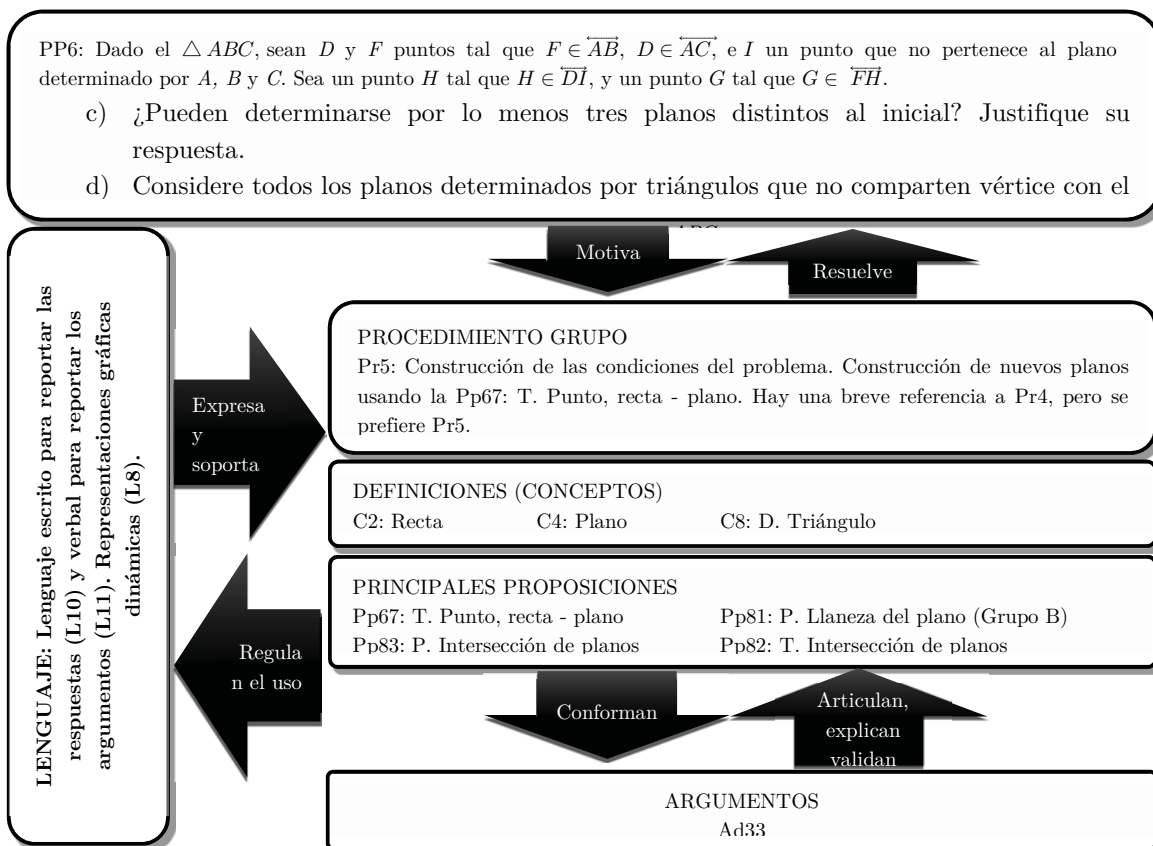 PP6: Dado el △ ABC, sean D y F puntos tal que F ∈ \overleftrightarrow{AB}, D ∈ \overleftrightarrow{AC}, e I un punto que no pertenece al plano
determinado por A, B y C. Sea un punto H tal que H ∈ \overleftrightarrow{DI}, y un punto G tal que G ∈ \overleftrightarrow{FH}.
c) ¿Pueden determinarse por lo menos tres planos distintos al inicial? Justifique su
respuesta.
d) Considere todos los planos determinados por triángulos que no comparten vértice con el
ABC
Motiva
Resuelve
LENGUAJE: Lenguaje escrito para reportar las
respuestas (L10) y verbal para reportar los
argumentos (L11). Representaciones gráficas
dinámicas (L8).
Expresa
y
soporta
PROCEDIMIENTO GRUPO
Pr5: Construcción de las condiciones del problema. Construcción de nuevos planos
usando la Pp67: T. Punto, recta - plano. Hay una breve referencia a Pr4, pero se
prefiere Pr5.
DEFINICIONES (CONCEPTOS)
C2: Recta C4: Plano C8: D. Triángulo
PRINCIPALES PROPOSICIONES
Pp67: T. Punto, recta - plano Pp81: P. Llaneza del plano (Grupo B)
Pp83: P. Intersección de planos Pp82: T. Intersección de planos
Regula
n el uso
Conforman
Articulan,
explican
validan
ARGUMENTOS
Ad33